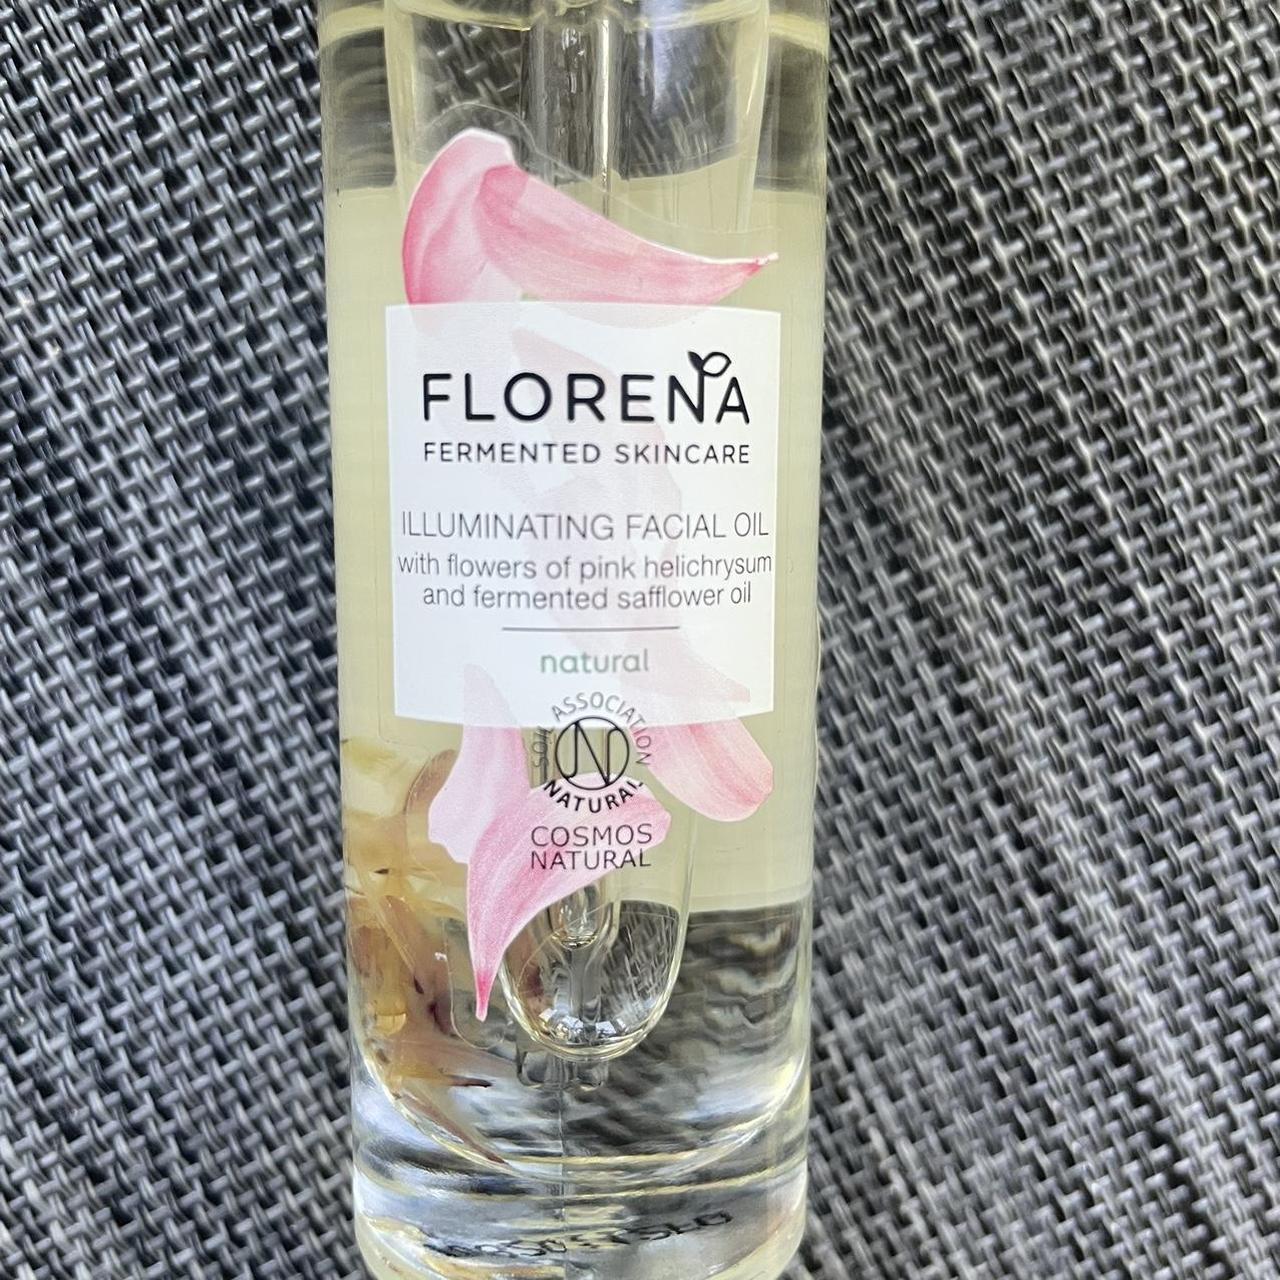 FLORENA
FERMENTED SKINCARE
ILLUMINATING FACIAL OIL
with flowers of pink helichrysum
and fermented safflower oil
natural
SOIL ASSOCIATION
NATURAL
COSMOS
NATURAL